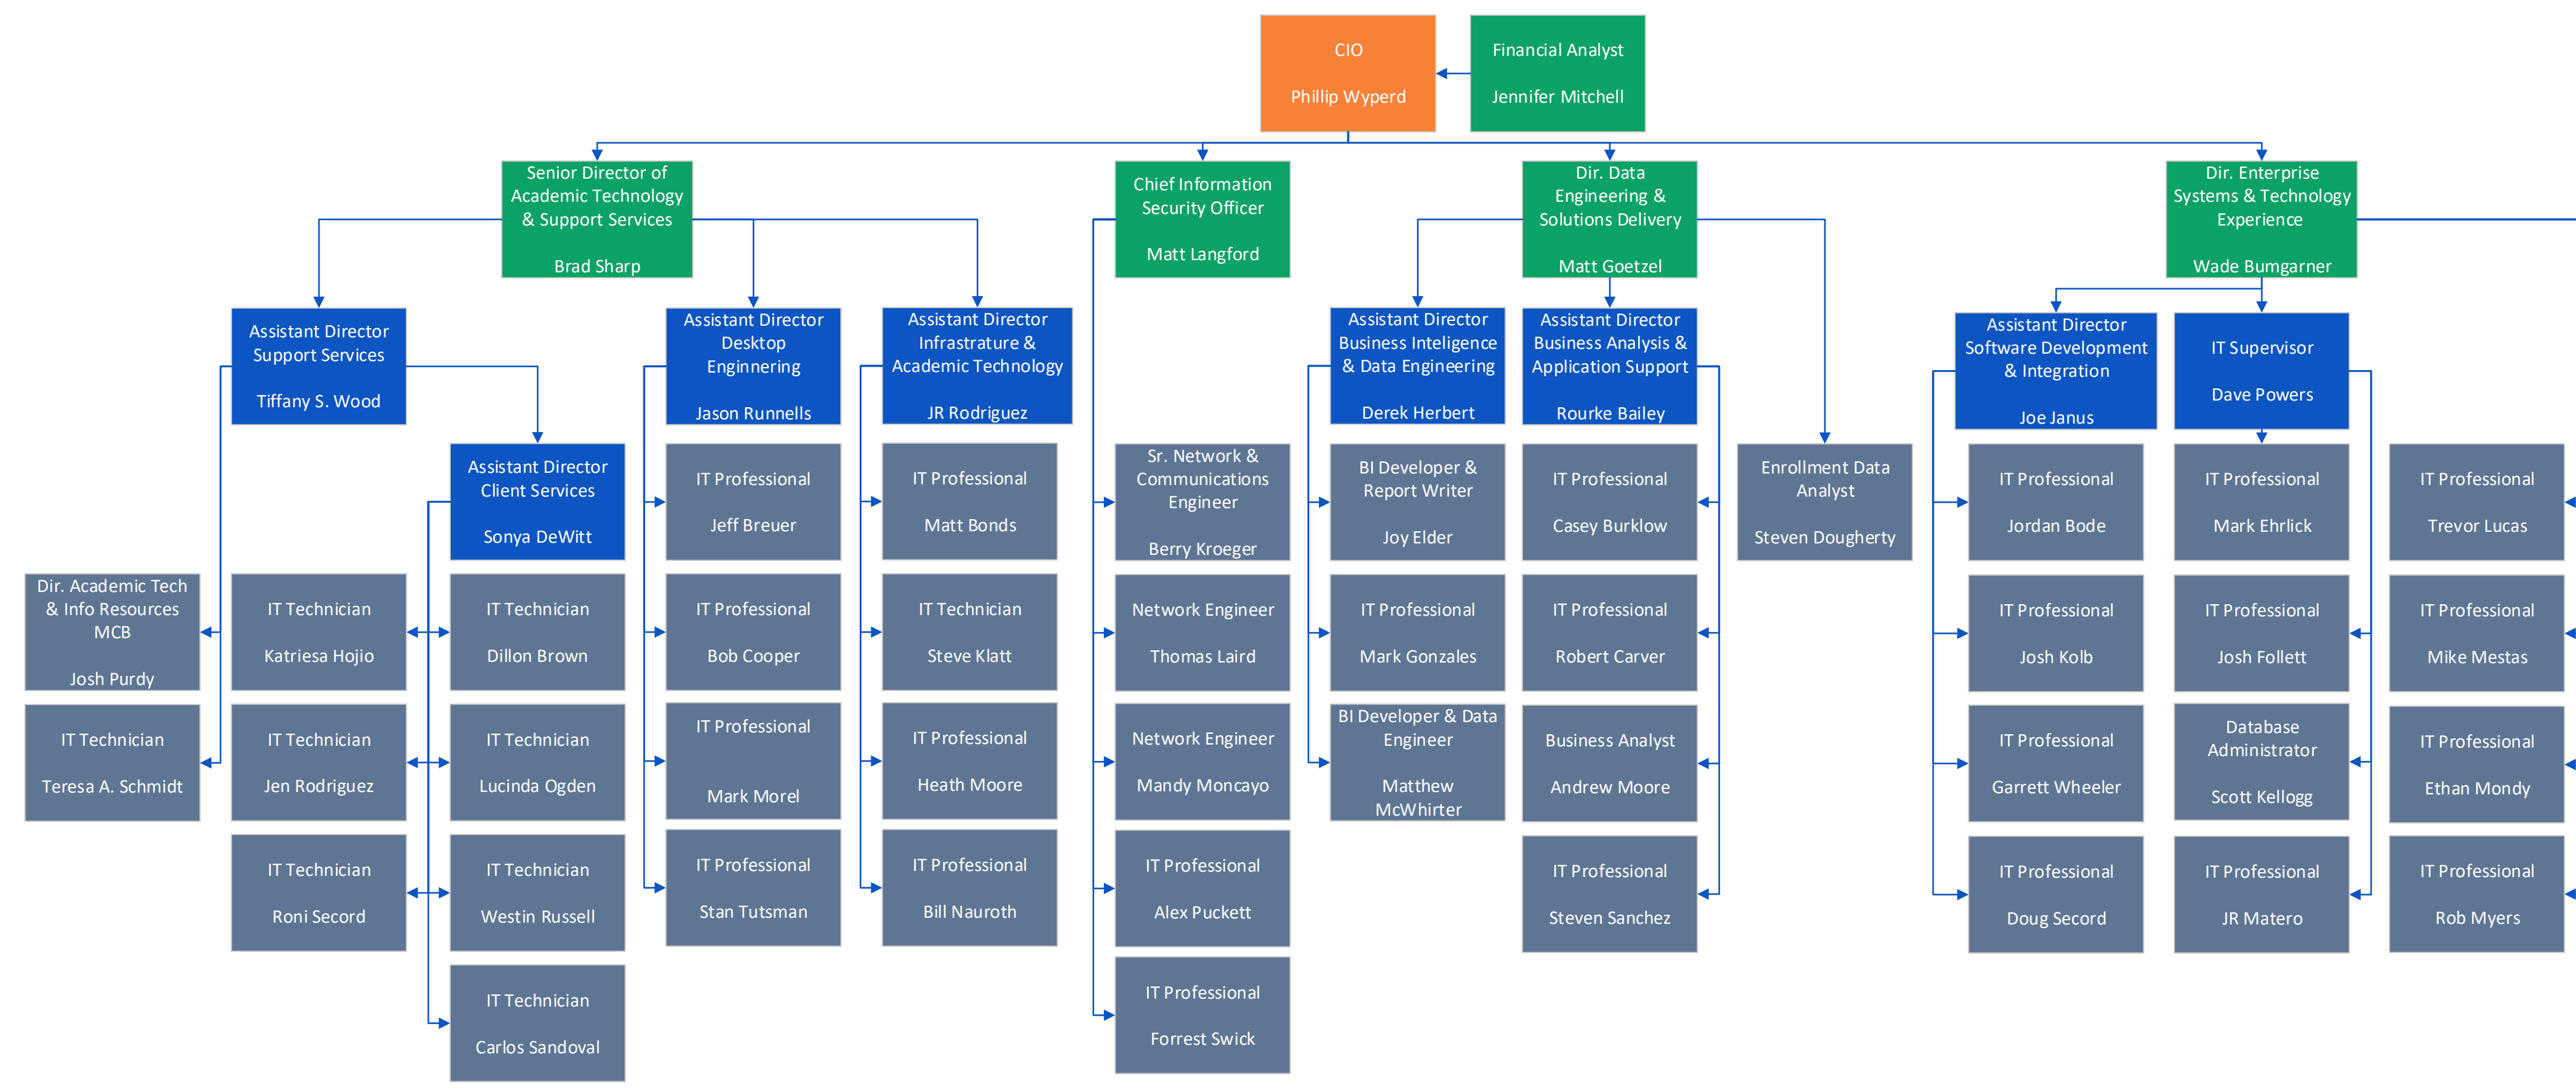 CIO
Phillip Wyperd
Financial Analyst
Jennifer Mitchell
Senior Director of
Academic Technology
& Support Services
Brad Sharp
Chief Information
Security Officer
Matt Langford
Dir. Data
Engineering &
Solutions Delivery
Matt Goetzel
Dir. Enterprise
Systems & Technology
Experience
Wade Bumgarner
Assistant Director
Support Services
Tiffany S. Wood
Assistant Director
Desktop
Enginnering
Jason Runnells
Assistant Director
Infrastrature &
Academic Technology
JR Rodriguez
Assistant Director
Business Inteligence
& Data Engineering
Derek Herbert
Assistant Director
Business Analysis &
Application Support
Rourke Bailey
Assistant Director
Software Development
& Integration
Joe Janus
IT Supervisor
Dave Powers
Assistant Director
Client Services
Sonya DeWitt
IT Professional
Jeff Breuer
IT Professional
Matt Bonds
Sr. Network &
Communications
Engineer
Berry Kroeger
BI Developer &
Report Writer
Joy Elder
IT Professional
Casey Burklow
Enrollment Data
Analyst
Steven Dougherty
IT Professional
Jordan Bode
IT Professional
Mark Ehrlick
IT Professional
Trevor Lucas
Dir. Academic Tech
& Info Resources
MCB
Josh Purdy
IT Technician
Katriesa Hojio
IT Technician
Dillon Brown
IT Professional
Bob Cooper
IT Technician
Steve Klatt
Network Engineer
Thomas Laird
IT Professional
Mark Gonzales
IT Professional
Robert Carver
IT Professional
Josh Kolb
IT Professional
Josh Follett
IT Professional
Mike Mestas
IT Technician
Teresa A. Schmidt
IT Technician
Jen Rodriguez
IT Technician
Lucinda Ogden
IT Professional
Mark Morel
IT Professional
Heath Moore
Network Engineer
Mandy Moncayo
BI Developer & Data
Engineer
Matthew
McWhirter
Business Analyst
Andrew Moore
IT Professional
Garrett Wheeler
Database
Administrator
Scott Kellogg
IT Professional
Ethan Mondy
IT Technician
Roni Secord
IT Technician
Westin Russell
IT Professional
Stan Tutsman
IT Professional
Bill Nauroth
IT Professional
Alex Puckett
IT Professional
Steven Sanchez
IT Professional
Doug Secord
IT Professional
JR Matero
IT Professional
Rob Myers
IT Technician
Carlos Sandoval
IT Professional
Forrest Swick